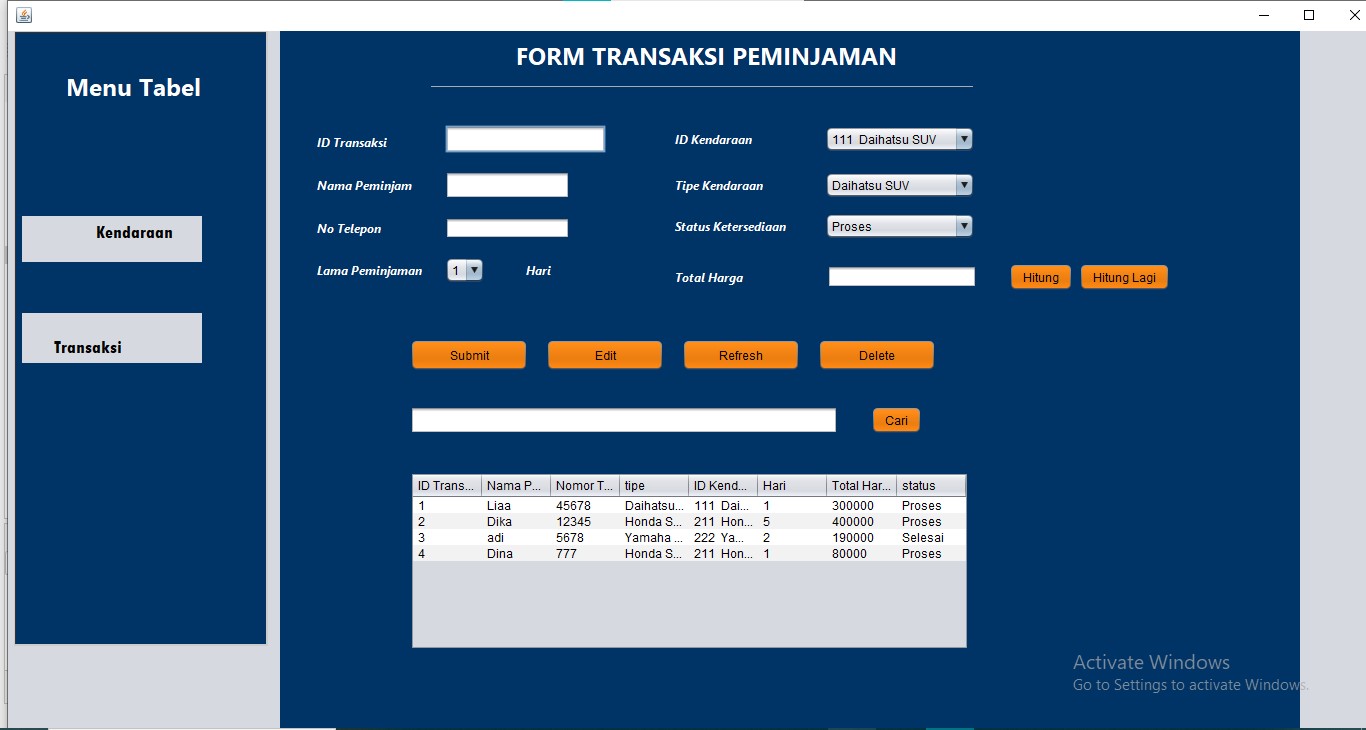 FORM TRANSAKSI PEMINJAMAN
Menu Tabel
Kendaraan
Transaksi
ID Transaksi
ID Kendaraan 111 Daihatsu SUV
Nama Peminjam
Tipe Kendaraan Daihatsu SUV
No Telepon
Status Ketersediaan Proses
Lama Peminjaman 1 Hari
Total Harga Hitung Hitung Lagi
Submit Edit Refresh Delete
Cari
ID Trans... Nama P... Nomor T... tipe ID Kend... Hari Total Har... status
1 Liaa 45678 Daihatsu... 111 Dai... 1 300000 Proses
2 Dika 12345 Honda S... 211 Hon... 5 400000 Proses
3 adi 5678 Yamaha ... 222 Ya... 2 190000 Selesai
4 Dina 777 Honda S... 211 Hon... 1 80000 Proses
Activate Windows
Go to Settings to activate Windows.